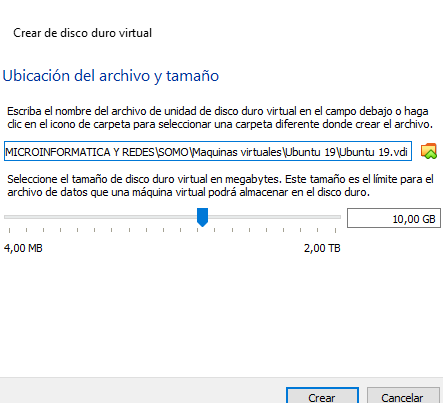 Crear de disco duro virtual
Ubicación del archivo y tamaño
Escriba el nombre del archivo de unidad de disco duro virtual en el campo debajo o haga
clic en el icono de carpeta para seleccionar una carpeta diferente donde crear el archivo.
MICROINFORMATICA Y REDES\SOMO\Maquinas virtuales\Ubuntu 19\Ubuntu 19.vdi
Seleccione el tamaño de disco duro virtual en megabytes. Este tamaño es el límite para el
archivo de datos que una máquina virtual podrá almacenar en el disco duro.
10,00 GB
4,00 MB 2,00 TB
Crear Cancelar